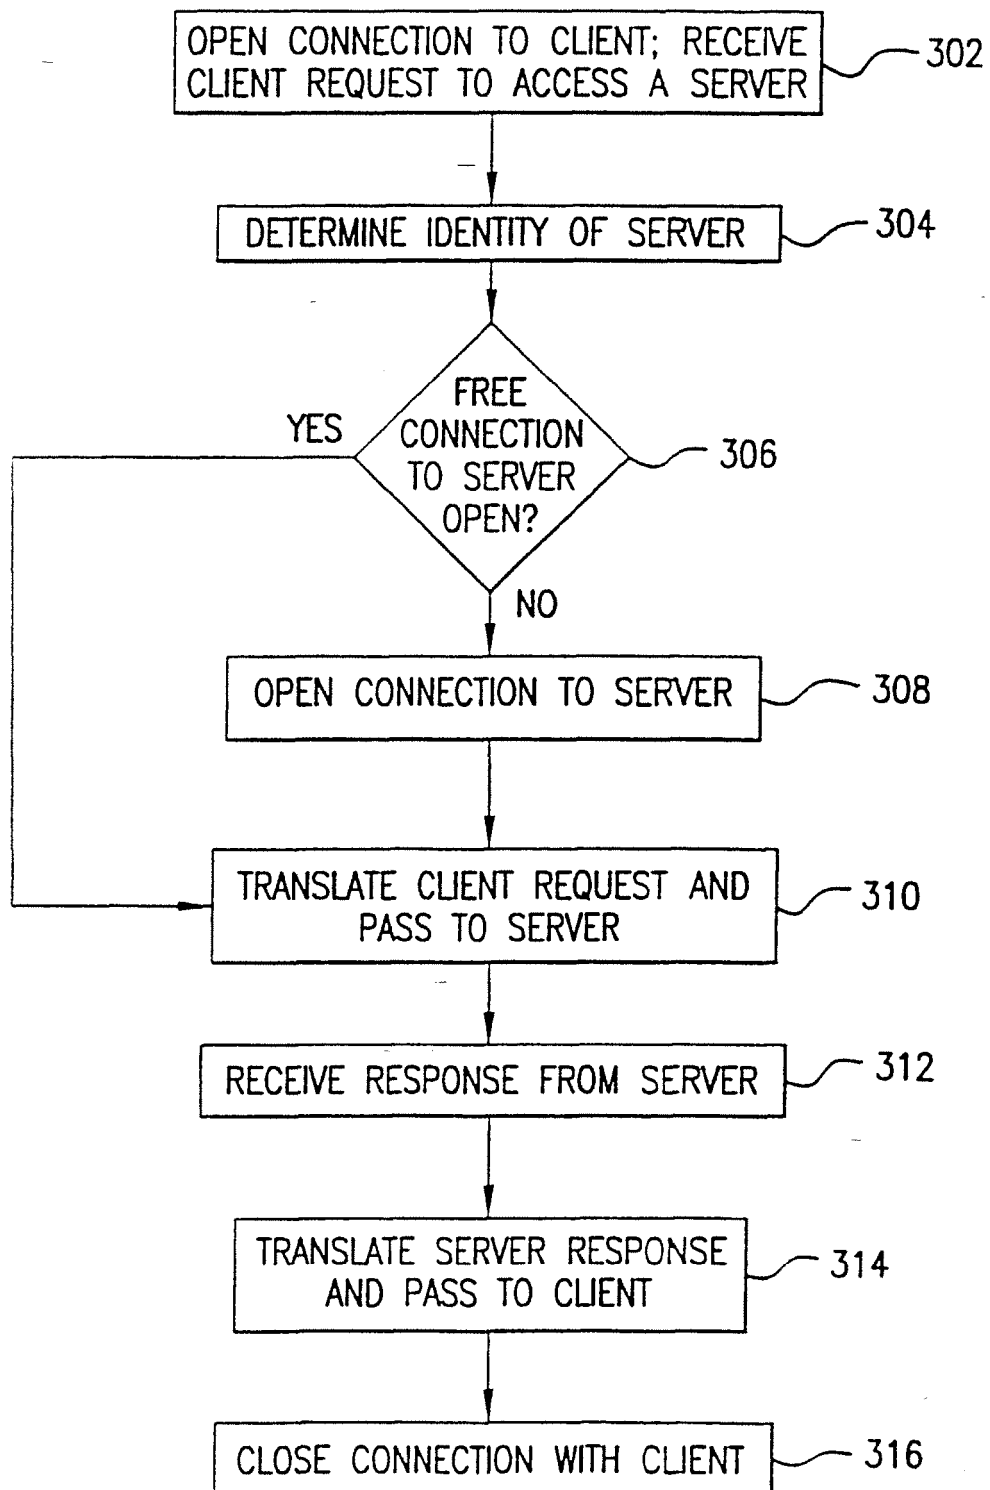 OPEN CONNECTION TO CLIENT; RECEIVE
CLIENT REQUEST TO ACCESS A SERVER
302
DETERMINE IDENTITY OF SERVER
304
FREE
CONNECTION
TO SERVER
OPEN?
306
YES
NO
OPEN CONNECTION TO SERVER
308
TRANSLATE CLIENT REQUEST AND
PASS TO SERVER
310
RECEIVE RESPONSE FROM SERVER
312
TRANSLATE SERVER RESPONSE
AND PASS TO CLIENT
314
CLOSE CONNECTION WITH CLIENT
316